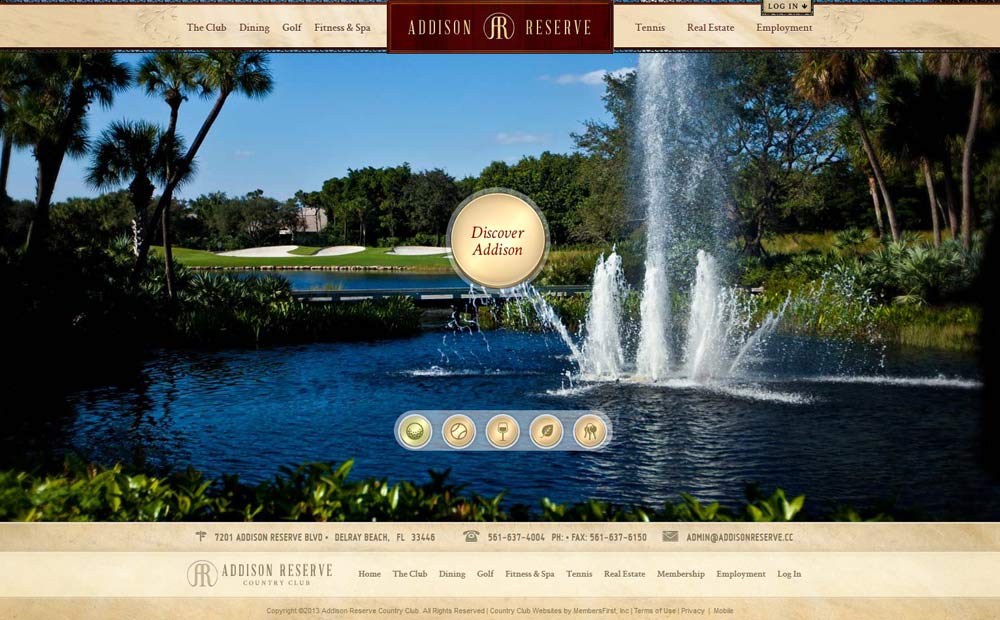 LOG IN
The Club Dining Golf Fitness & Spa ADDISON RESERVE Tennis Real Estate Employment
Discover
Addison
7201 ADDISON RESERVE BLVD • DELRAY BEACH, FL 33446 561-637-4004 PH: • FAX: 561-637-6150 ADMIN@ADDISONRESERVE.CC
ADDISON RESERVE
COUNTRY CLUB
Home The Club Dining Golf Fitness & Spa Tennis Real Estate Membership Employment Log In
Copyright ©2013 Addison Reserve Country Club. All Rights Reserved | Country Club Websites by MembersFirst, Inc | Terms of Use | Privacy | Mobile